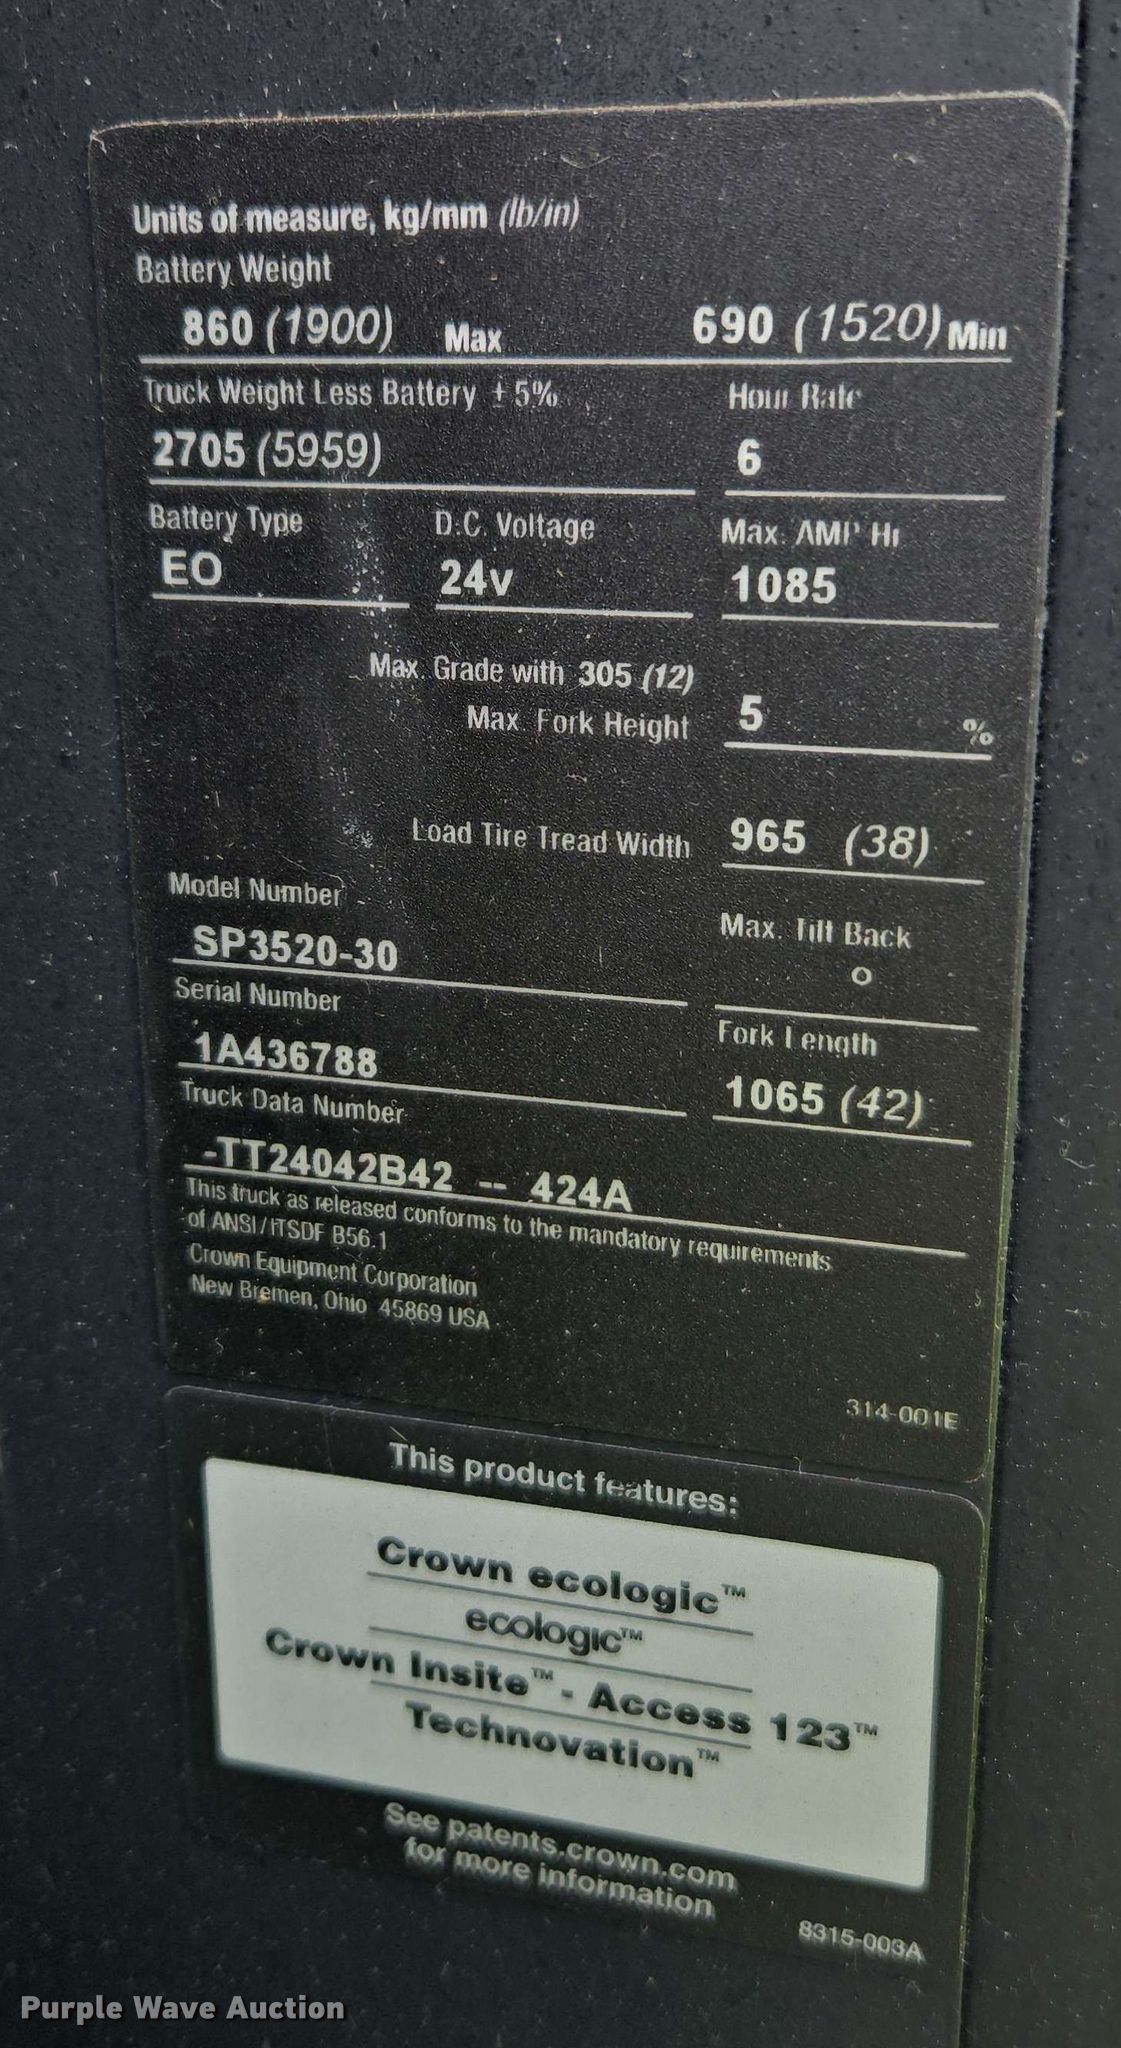 Units of measure, kg/mm (lb/in)
Battery Weight
860 (1900) Max 690 (1520) Min
Truck Weight Less Battery ± 5% Hour Rate
2705 (5959) 6
Battery Type D.C. Voltage Max. AMP Hr
EO 24v 1085
Max. Grade with 305 (12)
Max. Fork Height 5 %
Load Tire Tread Width 965 (38)
Model Number Max. Tilt Back
SP3520-30 o
Serial Number Fork Length
1A436788 1065 (42)
Truck Data Number
-TT24042B42 -- 424A
This truck as released conforms to the mandatory requirements
of ANSI/ITSDF B56.1
Crown Equipment Corporation
New Bremen, Ohio 45869 USA
314-001E
This product features:
Crown ecologic™
ecologic™
Crown Insite™ - Access 123™
Technovation™
See patents.crown.com
for more information
8315-003A
Purple Wave Auction